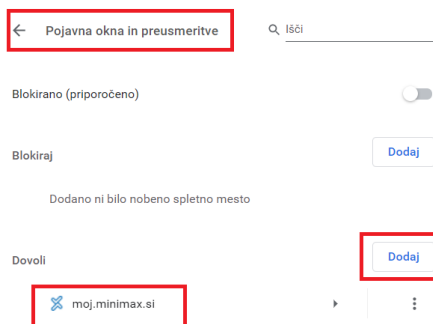 Pojavna okna in preusmeritve
Išči
Blokirano (priporočeno)
Blokiraj
Dodaj
Dodano ni bilo nobeno spletno mesto
Dovoli
Dodaj
moj.minimax.si